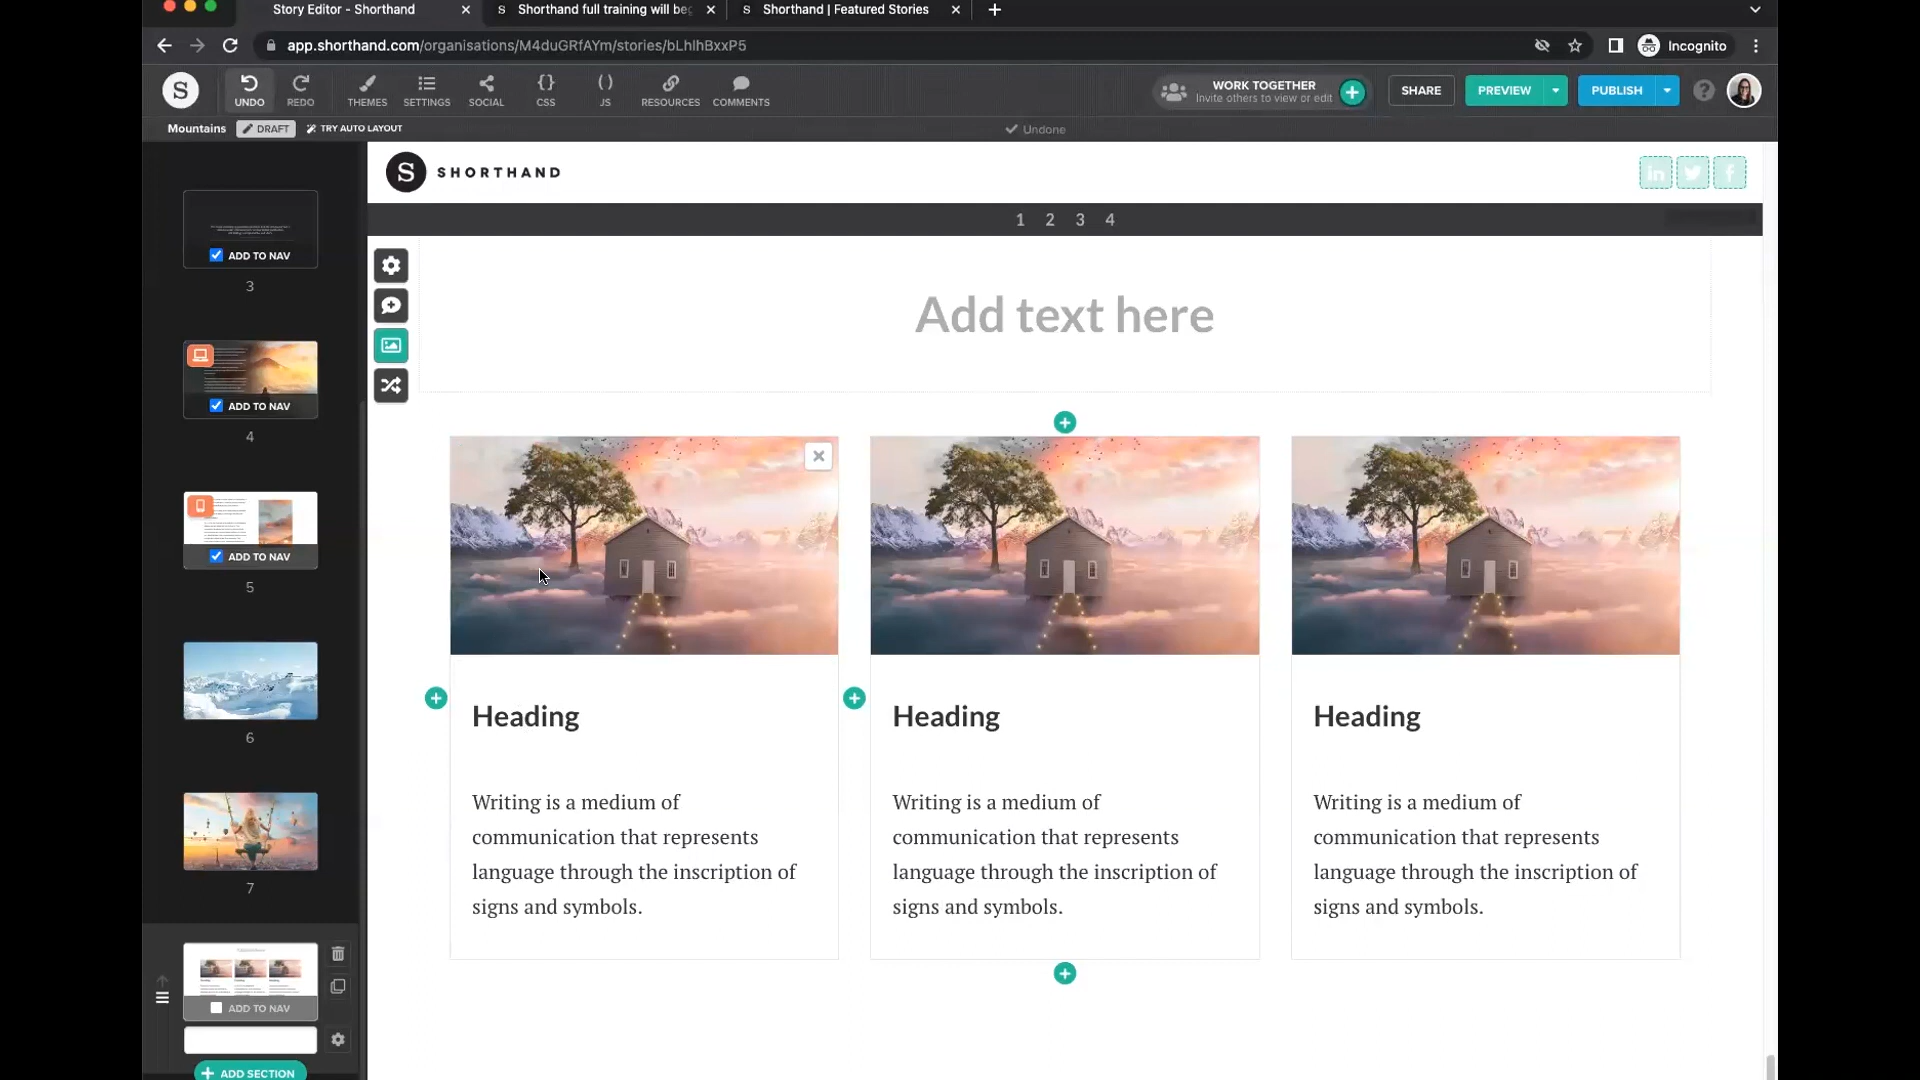 Story Editor - Shorthand
Shorthand full training will be
Shorthand | Featured Stories
app.shorthand.com/organisations/M4duGRfAYm/stories/bLhIhBxxP5
Incognito
S
UNDO
REDO
THEMES
SETTINGS
SOCIAL
{}
CSS
()
JS
RESOURCES
COMMENTS
WORK TOGETHER
Invite others to view or edit
SHARE
PREVIEW
PUBLISH
Mountains
DRAFT
TRY AUTO LAYOUT
Undone
ADD TO NAV
3
ADD TO NAV
4
ADD TO NAV
5
6
7
ADD TO NAV
ADD SECTION
S SHORTHAND
in
f
1 2 3 4
Add text here
Heading
Writing is a medium of
communication that represents
language through the inscription of
signs and symbols.
Heading
Writing is a medium of
communication that represents
language through the inscription of
signs and symbols.
Heading
Writing is a medium of
communication that represents
language through the inscription of
signs and symbols.